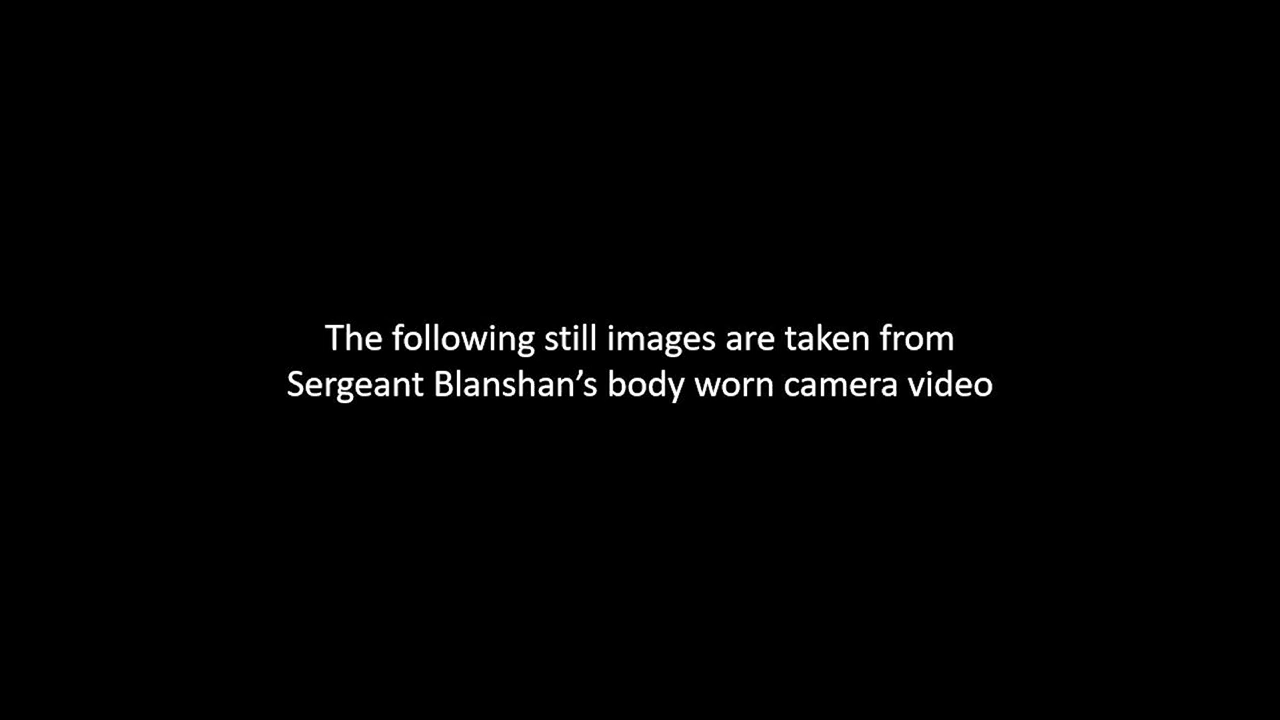 The following still images are taken from
Sergeant Blanshan’s body worn camera video